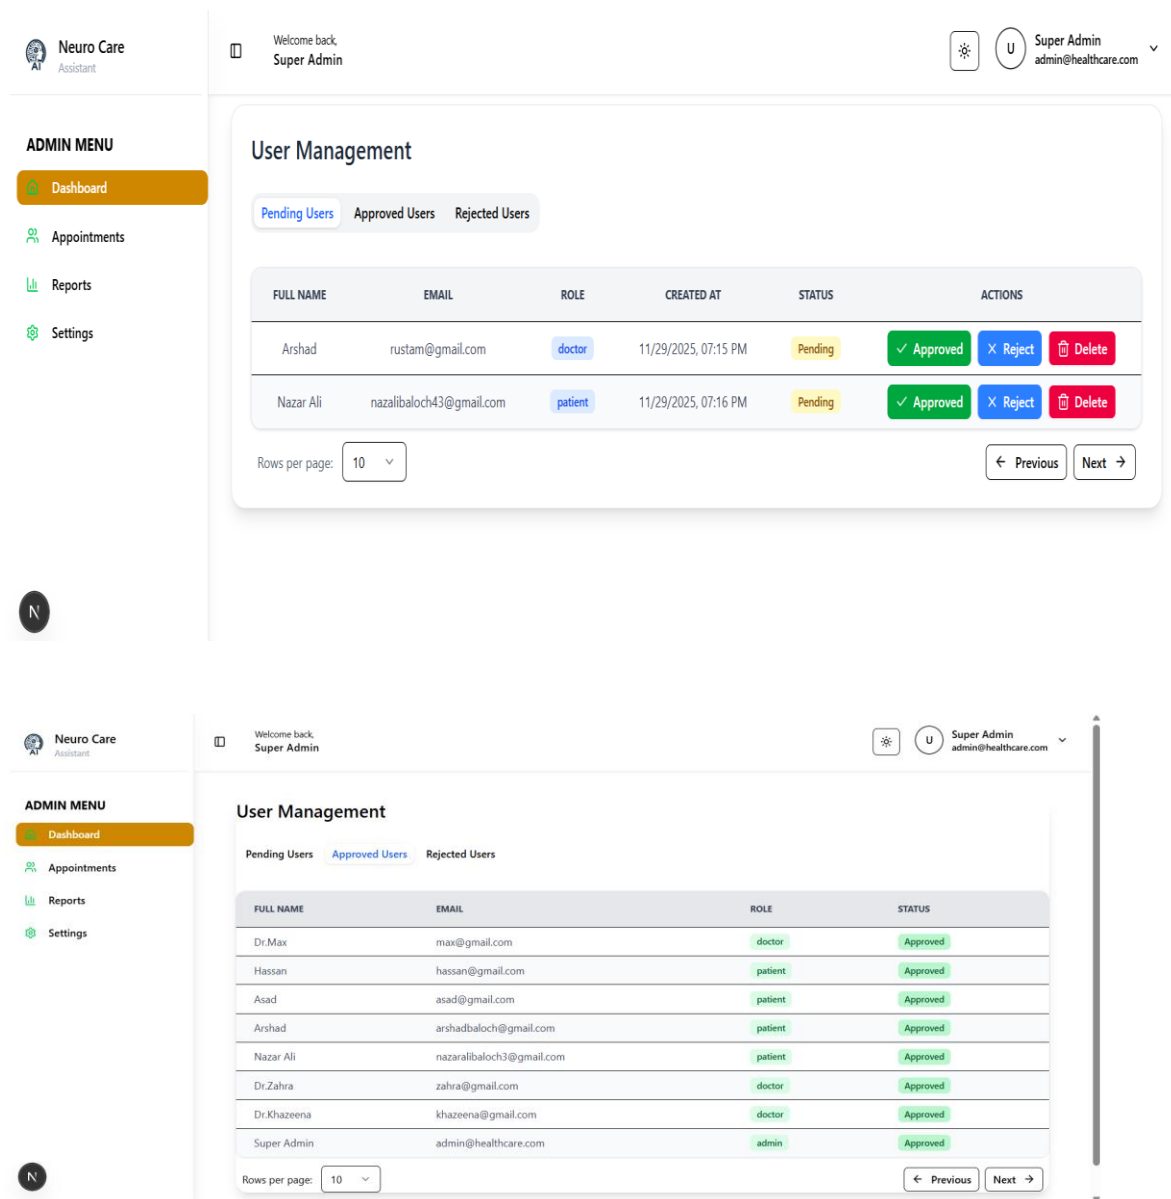 Neuro Care
Assistant
AI
Welcome back,
Super Admin
U
Super Admin
admin@healthcare.com
ADMIN MENU
Dashboard
Appointments
Reports
Settings
N
User Management
Pending Users Approved Users Rejected Users
FULL NAME EMAIL ROLE CREATED AT STATUS ACTIONS
Arshad rustam@gmail.com doctor 11/29/2025, 07:15 PM Pending Approved Reject Delete
Nazar Ali nazalibaloch43@gmail.com patient 11/29/2025, 07:16 PM Pending Approved Reject Delete
Rows per page: 10 ← Previous Next →
Neuro Care
Assistant
AI
Welcome back,
Super Admin
U
Super Admin
admin@healthcare.com
ADMIN MENU
Dashboard
Appointments
Reports
Settings
N
User Management
Pending Users Approved Users Rejected Users
FULL NAME EMAIL ROLE STATUS
Dr.Max max@gmail.com doctor Approved
Hassan hassan@gmail.com patient Approved
Asad asad@gmail.com patient Approved
Arshad arshadbaloch@gmail.com patient Approved
Nazar Ali nazaralibaloch3@gmail.com patient Approved
Dr.Zahra zahra@gmail.com doctor Approved
Dr.Khazeena khazeena@gmail.com doctor Approved
Super Admin admin@healthcare.com admin Approved
Rows per page: 10 ← Previous Next →